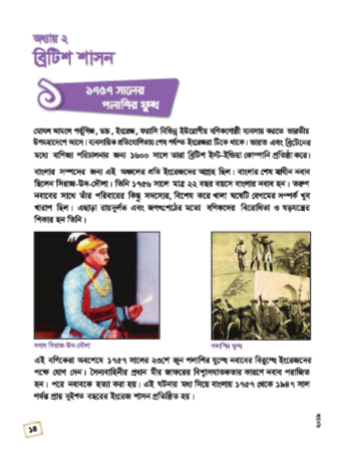 অধ্যায় ২
ব্রিটিশ শাসন
১
১৭৫৭ সালের
পলাশির যুদ্ধ
মোঘল আমলে পর্তুগিজ, ডাচ, ইংরেজ, ফরাসি বিভিন্ন ইউরোপীয় বণিকগোষ্ঠী ব্যবসায় করতে ভারতীয়
উপমহাদেশে আসে। ব্যবসায়িক প্রতিযোগিতায় শেষ পর্যন্ত ইংরেজরা টিকে থাকে। ভারত এবং ব্রিটেনের
মধ্যে বাণিজ্য পরিচালনার জন্য ১৬০০ সালে তারা ব্রিটিশ ইস্ট-ইন্ডিয়া কোম্পানি প্রতিষ্ঠা করে।
বাংলার সম্পদের জন্য এই অঞ্চলের প্রতি ইংরেজদের আগ্রহ ছিল। বাংলার শেষ স্বাধীন নবাব
ছিলেন সিরাজ-উদ-দৌলা। তিনি ১৭৫৬ সালে মাত্র ২২ বছর বয়সে বাংলার নবাব হন। তরুণ
নবাবের সাথে তাঁর পরিবারের কিছু সদস্যের, বিশেষ করে খালা ঘষেটি বেগমের সম্পর্ক খুব
খারাপ ছিল। এছাড়া রায়দুর্লভ এবং জগৎশেঠের মতো বণিকদের বিরোধিতা ও ষড়যন্ত্রের
শিকার হন তিনি।
নবাব সিরাজ-উদ-দৌলা
পলাশির যুদ্ধ
এই বণিকেরা অবশেষে ১৭৫৭ সালের ২৩শে জুন পলাশির যুদ্ধে নবাবের বিরুদ্ধে ইংরেজদের
পক্ষে যোগ দেন। সৈন্যবাহিনীর প্রধান মীর জাফরের বিশ্বাসঘাতকতার কারণে নবাব পরাজিত
হন। পরে নবাবকে হত্যা করা হয়। এই ঘটনার মধ্য দিয়ে বাংলায় ১৭৫৭ থেকে ১৯৪৭ সাল
পর্যন্ত প্রায় দুইশত বছরের ইংরেজ শাসন প্রতিষ্ঠিত হয়।
১৪